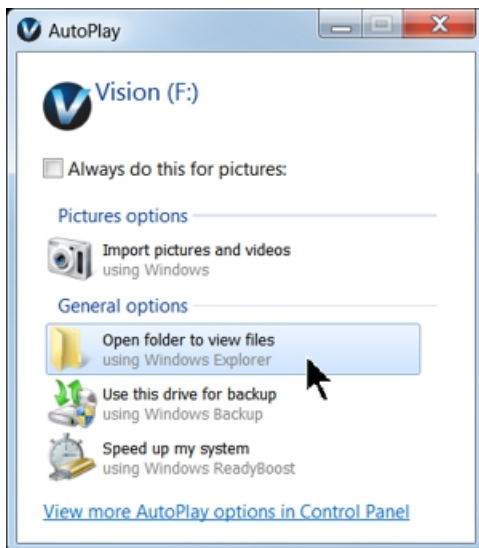 AutoPlay
Vision (F:)
Always do this for pictures:
Pictures options
Import pictures and videos
using Windows
General options
Open folder to view files
using Windows Explorer
Use this drive for backup
using Windows Backup
Speed up my system
using Windows ReadyBoost
View more AutoPlay options in Control Panel